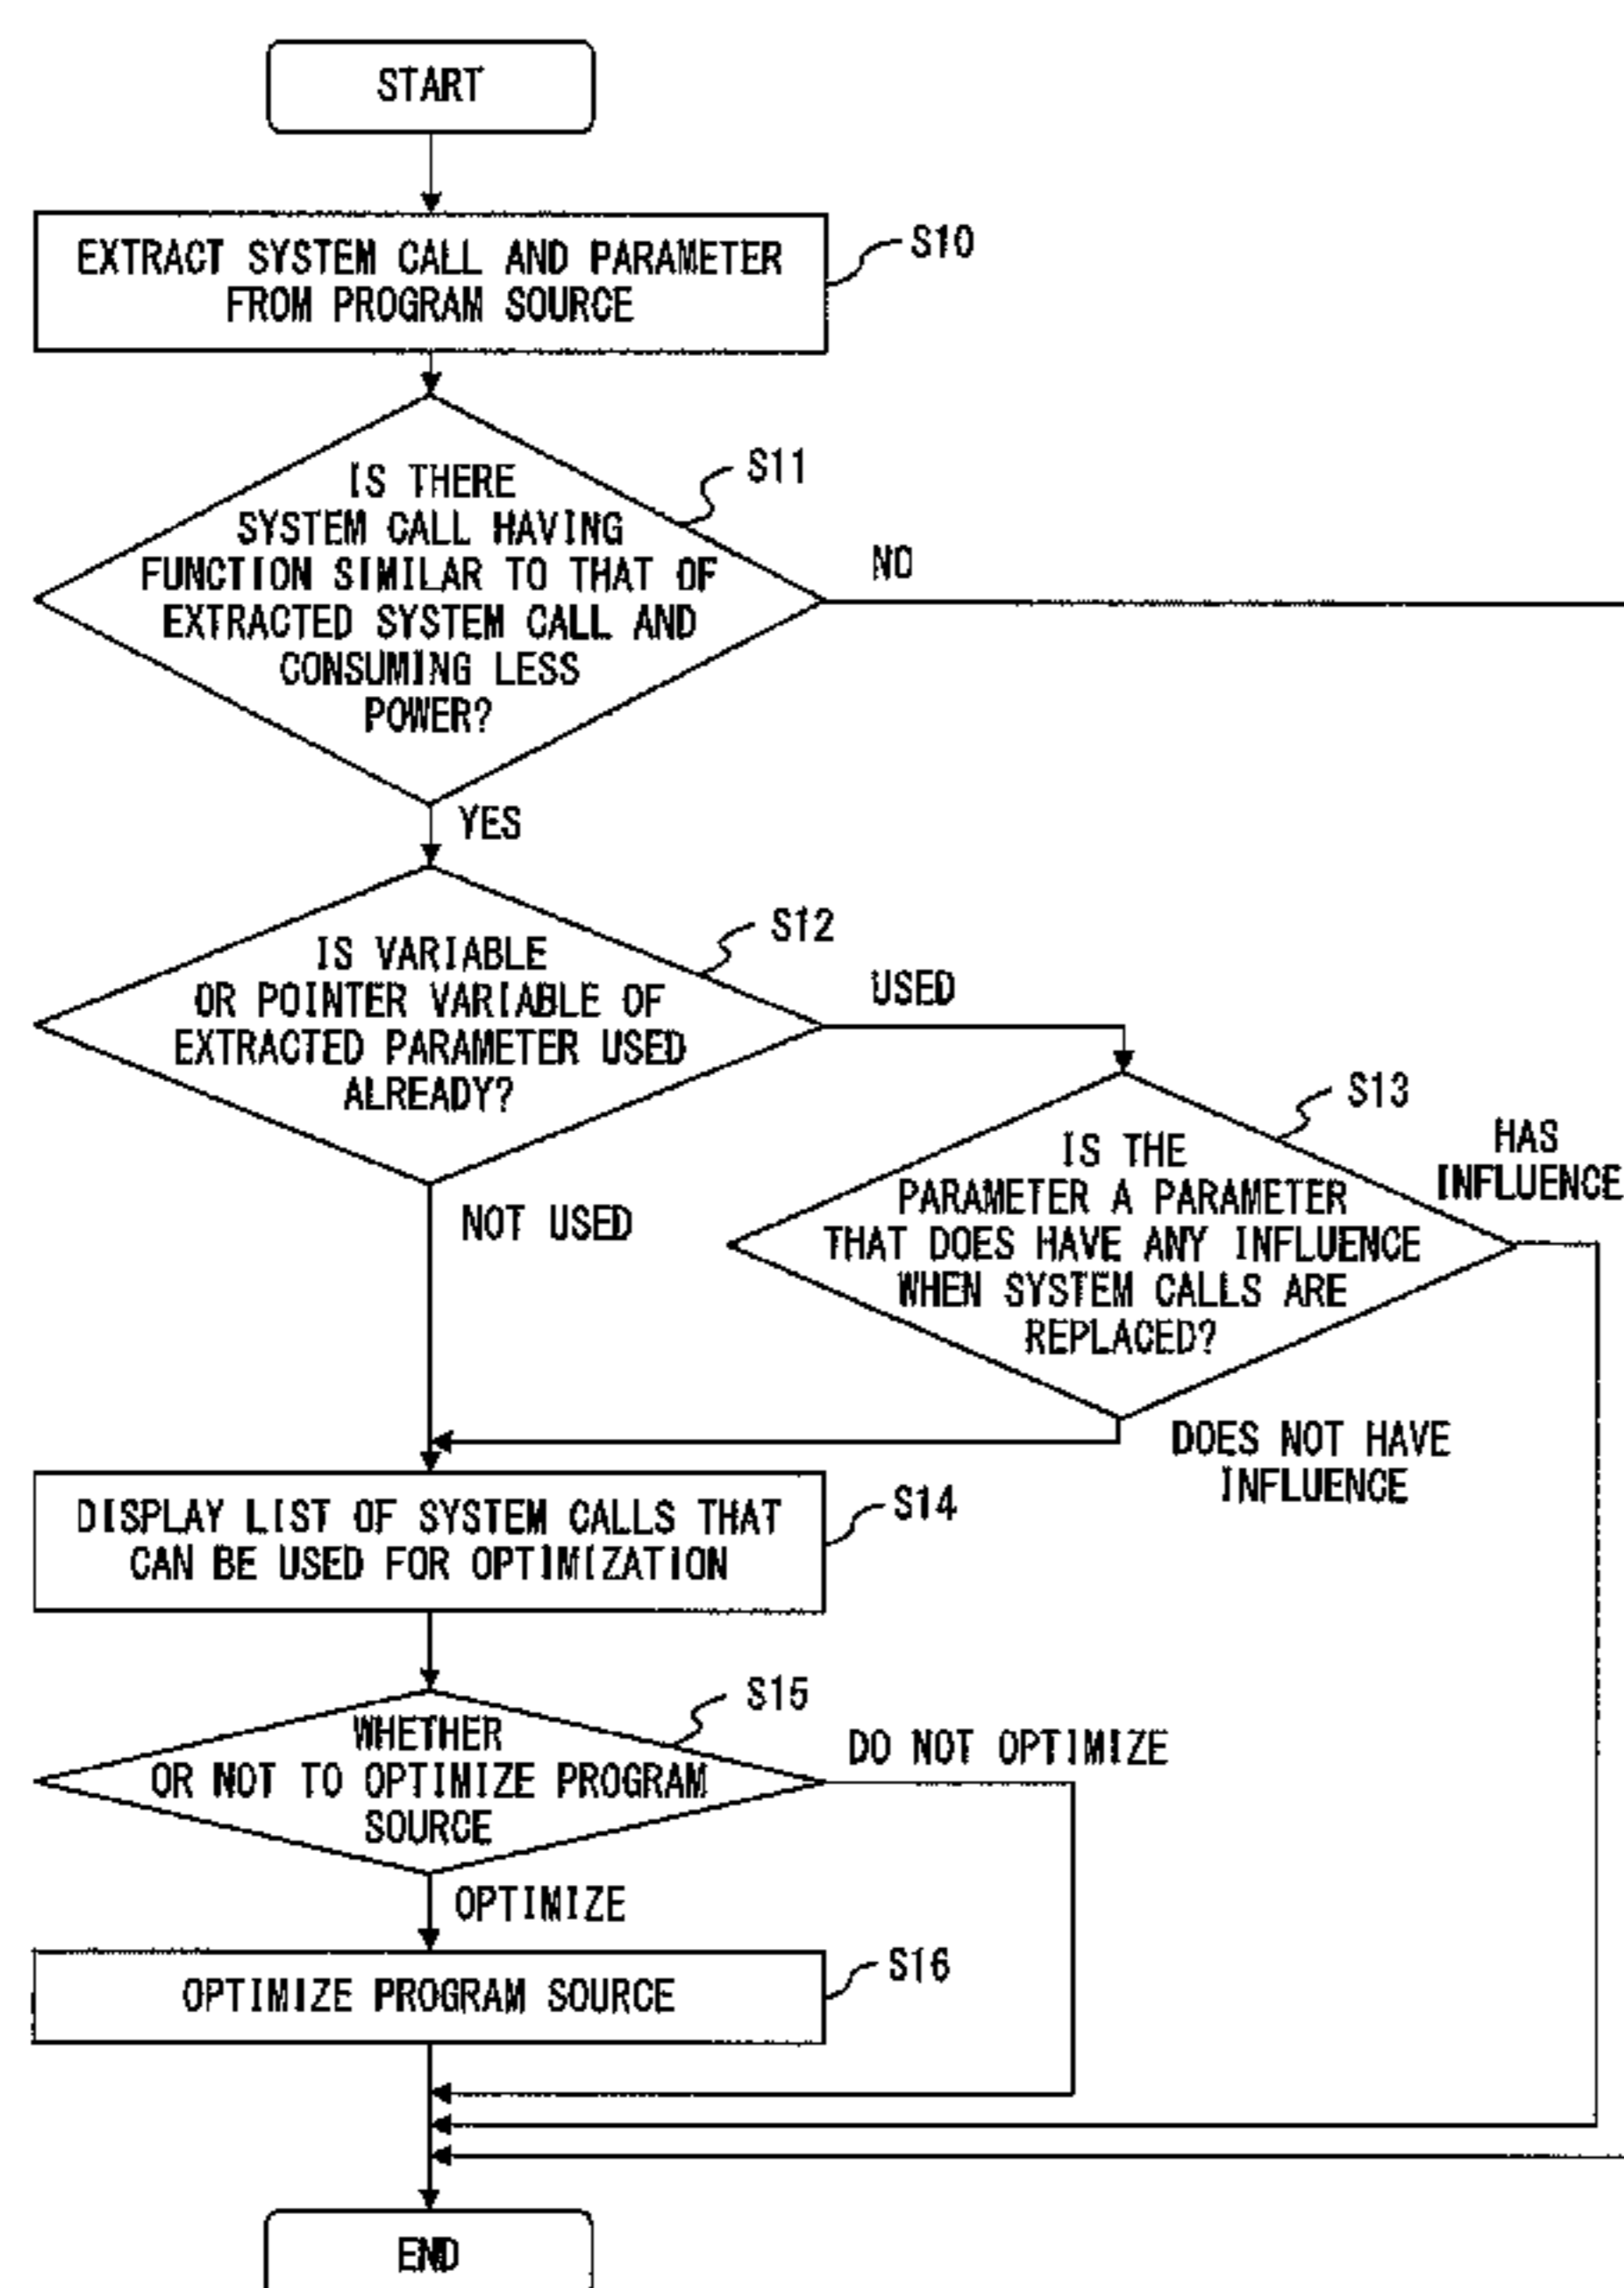 START
EXTRACT SYSTEM CALL AND PARAMETER
FROM PROGRAM SOURCE
S10
IS THERE
SYSTEM CALL HAVING
FUNCTION SIMILAR TO THAT OF
EXTRACTED SYSTEM CALL AND
CONSUMING LESS
POWER?
S11
NO
YES
IS VARIABLE
OR POINTER VARIABLE OF
EXTRACTED PARAMETER USED
ALREADY?
S12
USED
NOT USED
IS THE
PARAMETER A PARAMETER
THAT DOES HAVE ANY INFLUENCE
WHEN SYSTEM CALLS ARE
REPLACED?
S13
HAS
INFLUENCE
DOES NOT HAVE
INFLUENCE
DISPLAY LIST OF SYSTEM CALLS THAT
CAN BE USED FOR OPTIMIZATION
S14
WHETHER
OR NOT TO OPTIMIZE PROGRAM
SOURCE
S15
DO NOT OPTIMIZE
OPTIMIZE
OPTIMIZE PROGRAM SOURCE
S16
END